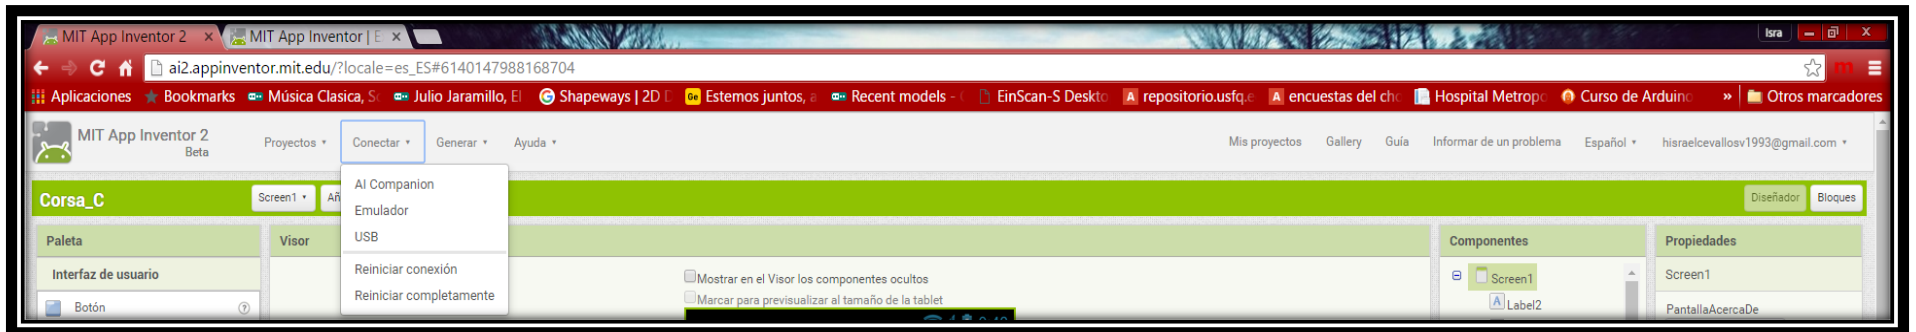 MIT App Inventor 2 × MIT App Inventor | E × Isra
ai2.appinventor.mit.edu/?locale=es_ES#6140147988168704
Aplicaciones Bookmarks Música Clasica, S Julio Jaramillo, El Shapeways | 2D Estemos juntos, a Recent models - EinScan-S Deskto repositorio.usfq.e encuestas del cho Hospital Metropo Curso de Arduino » Otros marcadores
MIT App Inventor 2
Beta
Proyectos Conectar Generar Ayuda Mis proyectos Gallery Guía Informar de un problema Español hisraelcevallosv1993@gmail.com
AI Companion
Emulador
USB
Reiniciar conexión
Reiniciar completamente
Corsa_C Screen1 Añ Diseñador Bloques
Paleta Visor Componentes Propiedades
Interfaz de usuario
Botón
Mostrar en el Visor los componentes ocultos
Marcar para previsualizar al tamaño de la tablet
Screen1
Label2
Screen1
PantallaAcercaDe